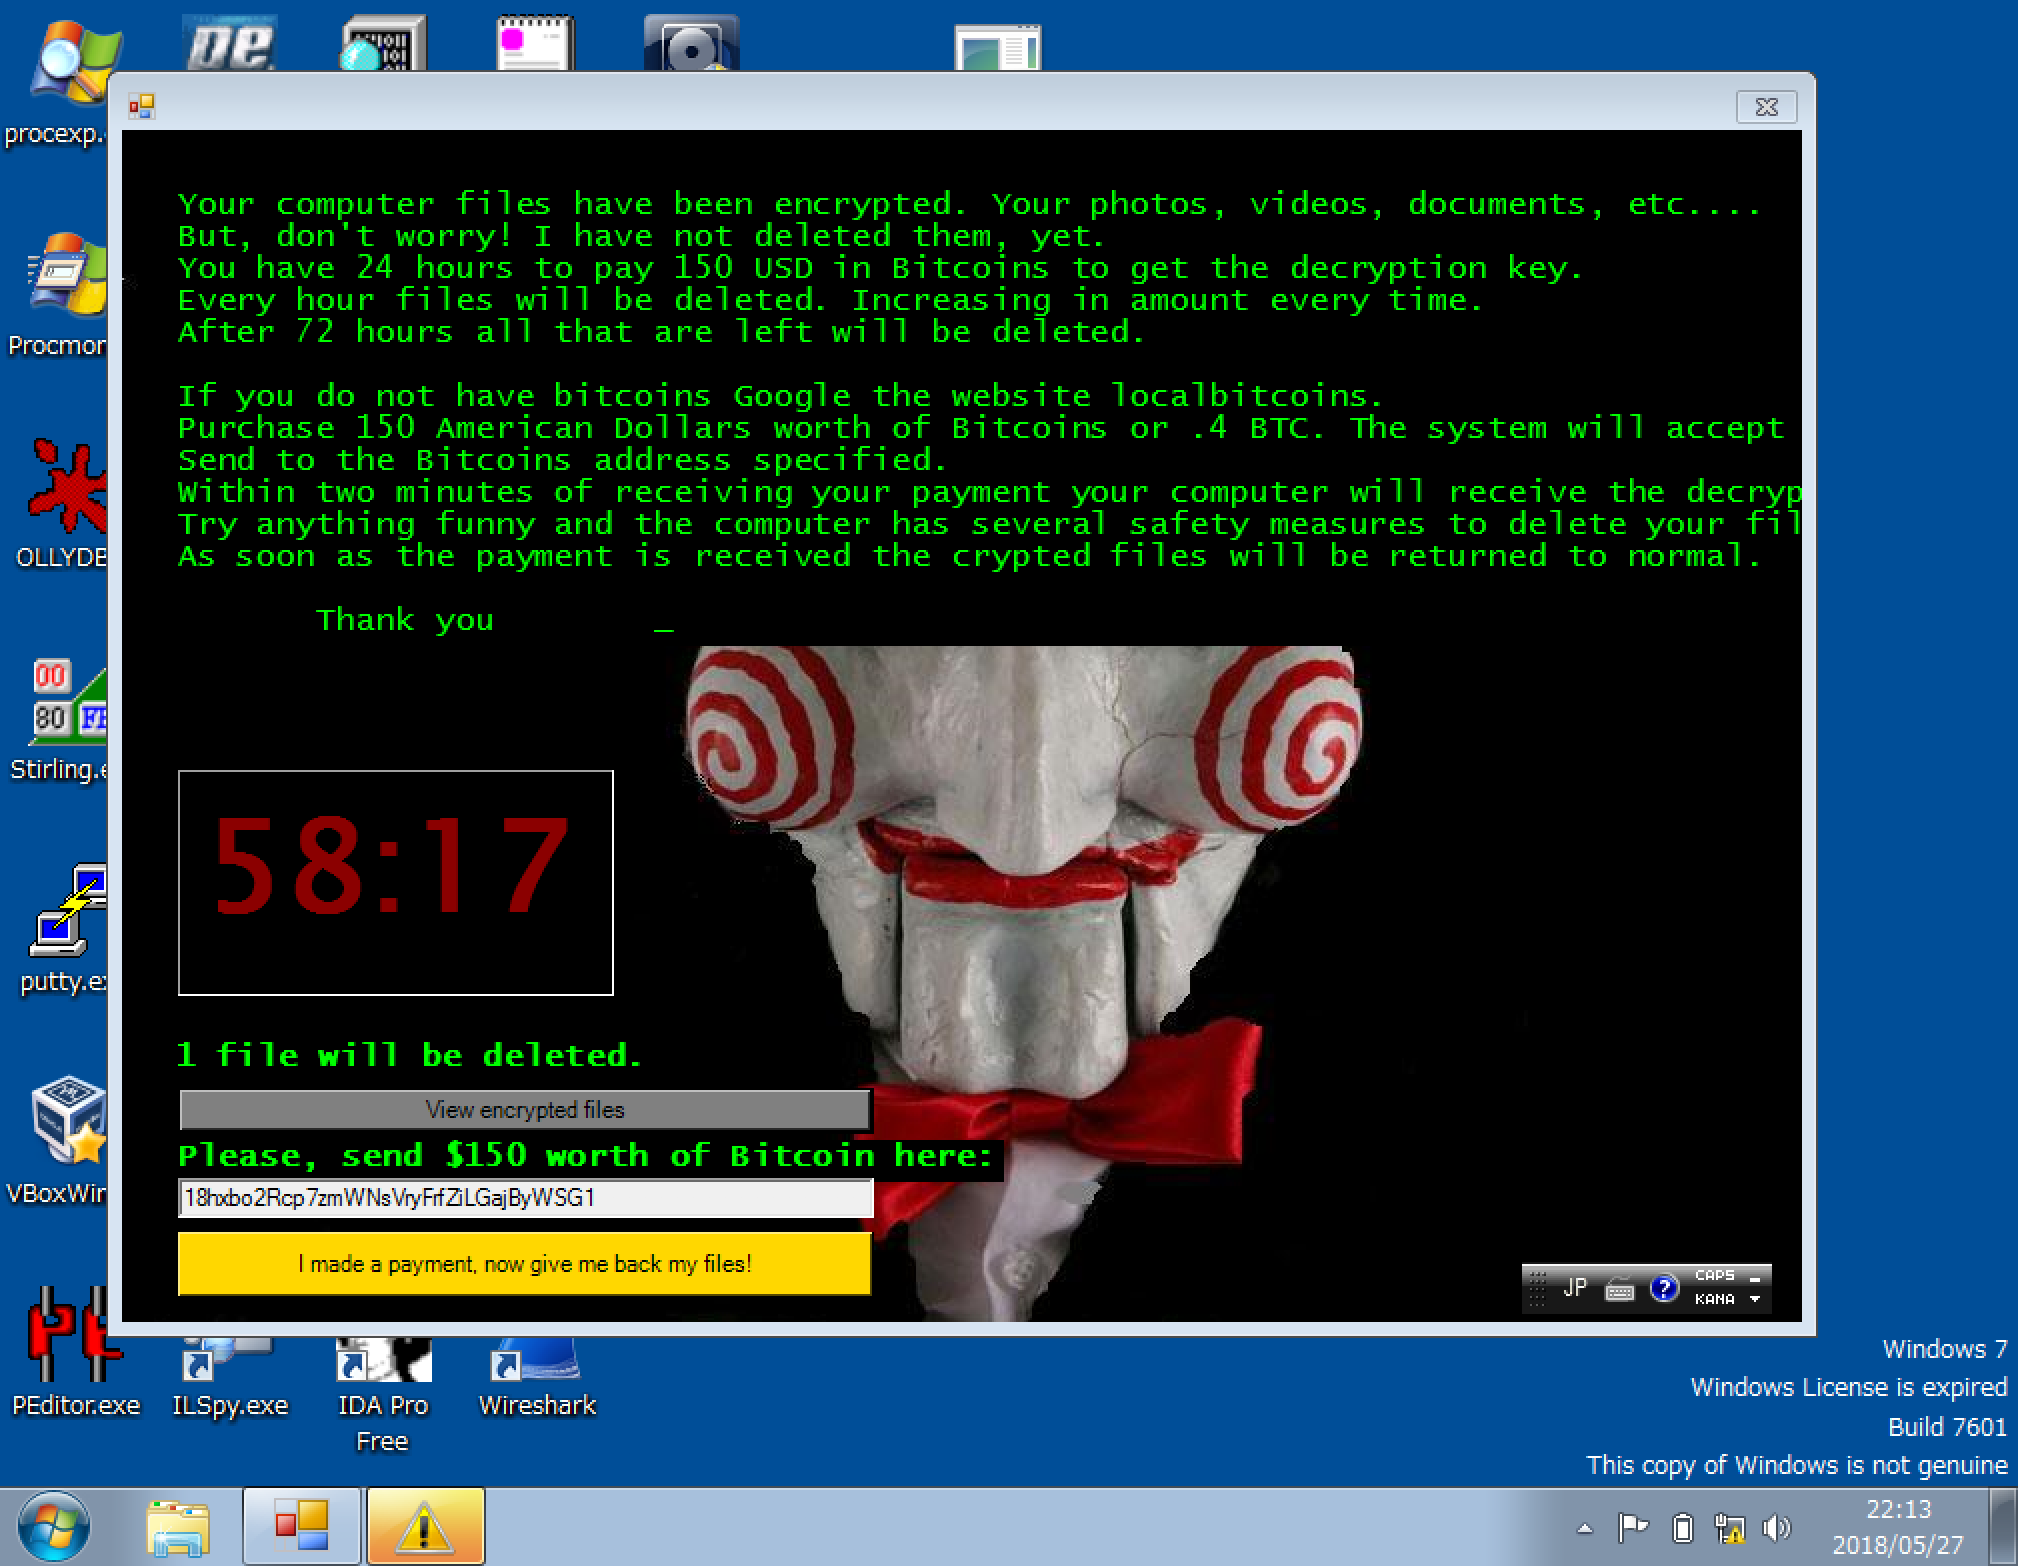 procexp.
Procmor
OLLYDE
00
80 FF
Stirling.e
putty.ex
VBoxWir
PEditor.exe
ILSpy.exe
IDA Pro
Free
Wireshark
Your computer files have been encrypted. Your photos, videos, documents, etc....
But, don't worry! I have not deleted them, yet.
You have 24 hours to pay 150 USD in Bitcoins to get the decryption key.
Every hour files will be deleted. Increasing in amount every time.
After 72 hours all that are left will be deleted.
If you do not have bitcoins Google the website localbitcoins.
Purchase 150 American Dollars worth of Bitcoins or .4 BTC. The system will accept
Send to the Bitcoins address specified.
Within two minutes of receiving your payment your computer will receive the decryp
Try anything funny and the computer has several safety measures to delete your fil
As soon as the payment is received the crypted files will be returned to normal.
Thank you _
58:17
1 file will be deleted.
View encrypted files
Please, send $150 worth of Bitcoin here:
18hxbo2Rcp7zmWNsVryFrfZiLGajByWSG1
I made a payment, now give me back my files!
JP
CAPS
KANA
Windows 7
Windows License is expired
Build 7601
This copy of Windows is not genuine
22:13
2018/05/27